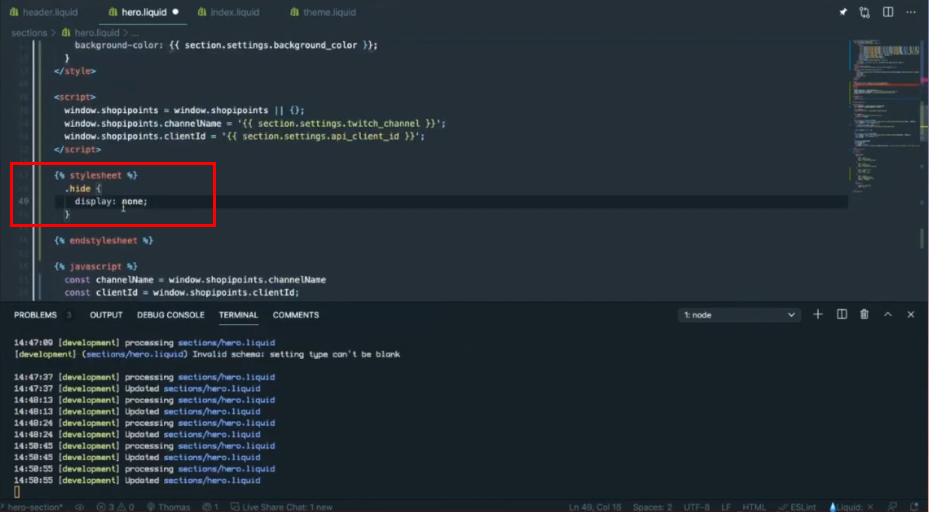 header.liquid hero.liquid ● index.liquid theme.liquid ...
sections > hero.liquid > ...
background-color: {{ section.settings.background_color }};
}
</style>
<script>
window.shopipoints = window.shopipoints || {};
window.shopipoints.channelName = '{{ section.settings.twitch_channel }}';
window.shopipoints.clientId = '{{ section.settings.api_client_id }}';
</script>
{% stylesheet %}
.hide {
49 display: none;
}
{% endstylesheet %}
{% javascript %}
const channelName = window.shopipoints.channelName
const clientId = window.shopipoints.clientId;
PROBLEMS 3 OUTPUT DEBUG CONSOLE TERMINAL COMMENTS 1: node
14:47:09 [development] processing sections/hero.liquid
[development] (sections/hero.liquid) Invalid schema: setting type can't be blank
14:47:37 [development] processing sections/hero.liquid
14:47:37 [development] Updated sections/hero.liquid
14:48:13 [development] processing sections/hero.liquid
14:48:13 [development] Updated sections/hero.liquid
14:48:24 [development] processing sections/hero.liquid
14:48:24 [development] Updated sections/hero.liquid
14:50:45 [development] processing sections/hero.liquid
14:50:45 [development] Updated sections/hero.liquid
14:50:55 [development] processing sections/hero.liquid
14:50:55 [development] Updated sections/hero.liquid
hero-section* 3 0 Thomas 1 Live Share Chat: 1 new Ln 49, Col 18 Spaces: 2 UTF-8 LF HTML ESLint Liquid: ×